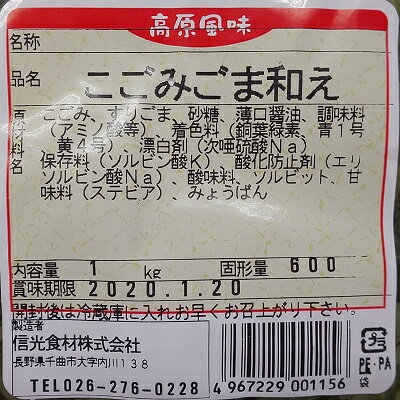 高原風味
名称
品名 こごみごま和え
原材料名
こごみ、すりごま、砂糖、薄口醤油、調味料
(アミノ酸等)、着色料(銅葉緑素、青1号
黄4号)漂白剤(次唖硫酸Na)
保存料(ソルビン酸K)、酸化防止剤(エリ
ソルビン酸Na)、酸味料、ソルビット、甘
味料(ステビア)、みょうばん
内容量 1 kg 固形量 600
賞味期限 2020.1.20
開封後は冷蔵庫に入れお早くお召上がり下さい。
製造者
信光食材株式会社
長野県千曲市大字内川138
TEL026-276-0228
4 967229 001156
プラ
PE・PA
袋